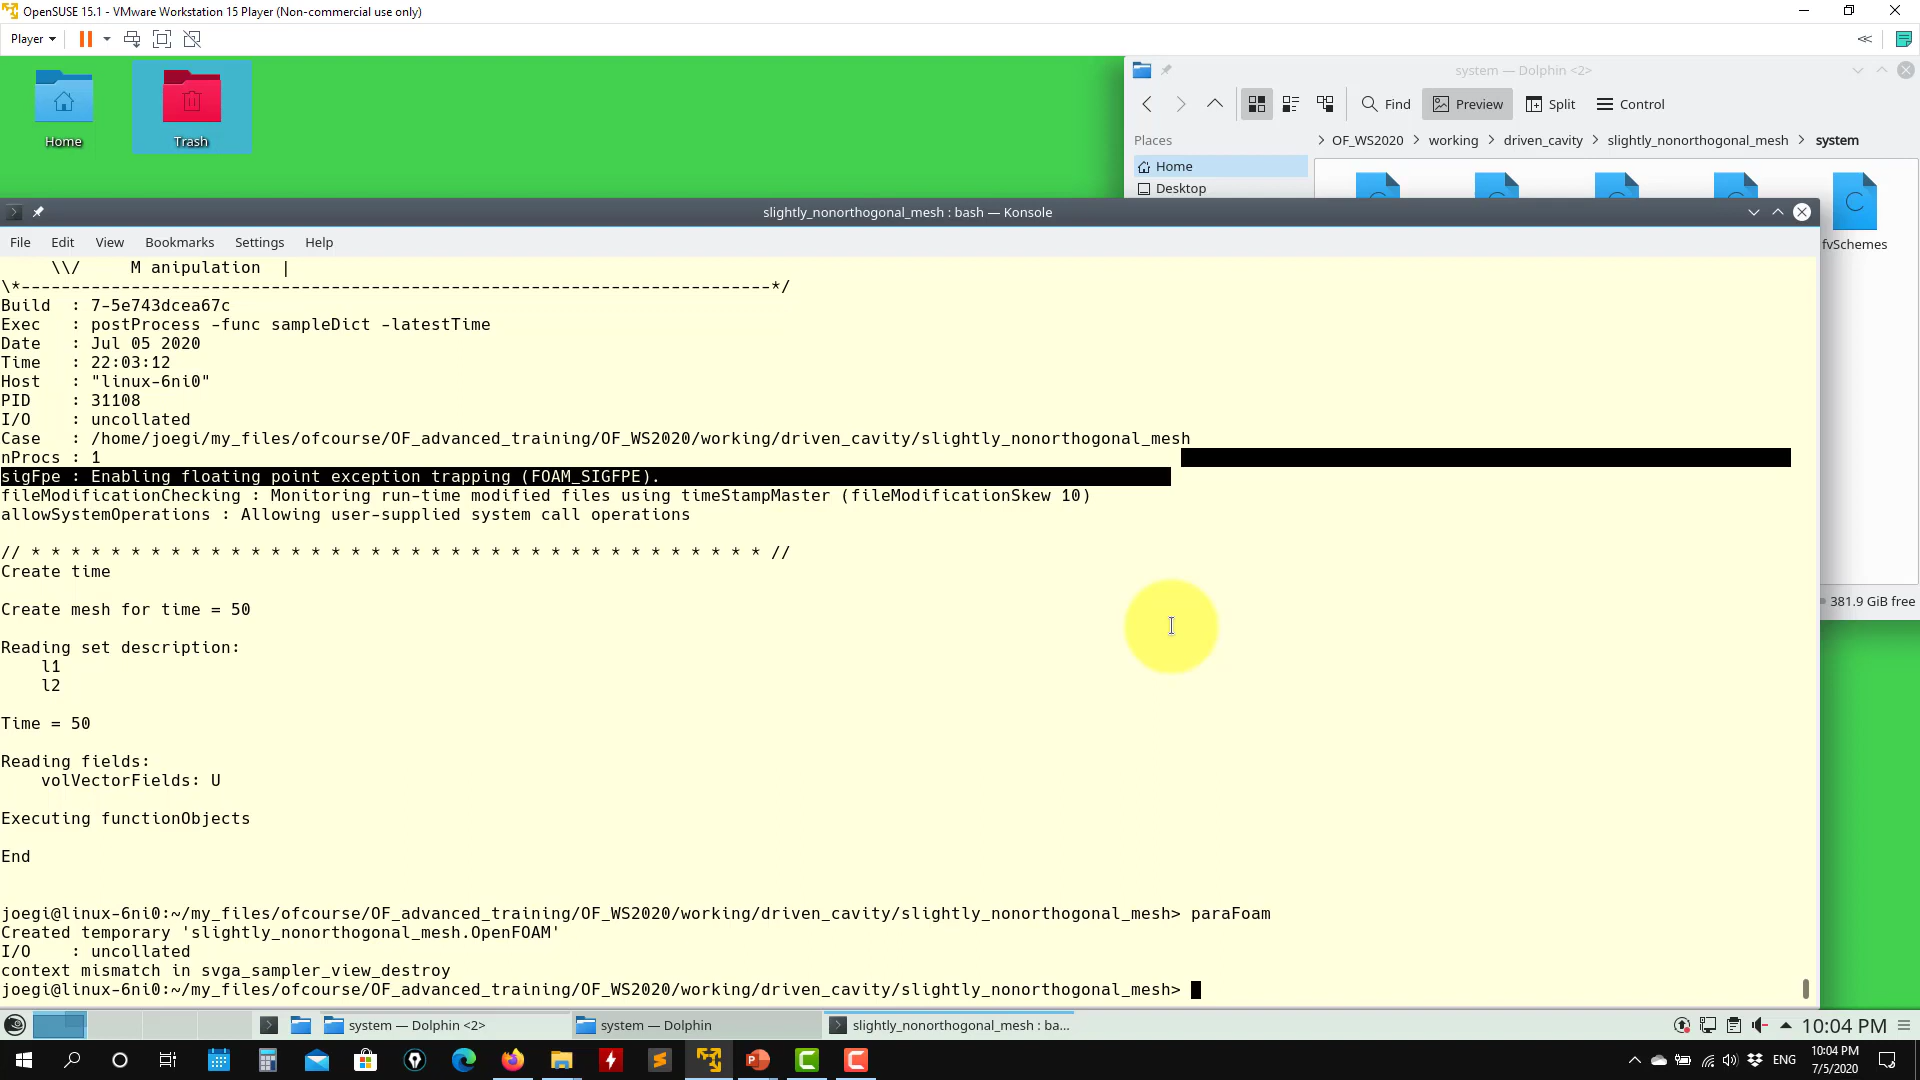 OpenSUSE 15.1 - VMware Workstation 15 Player (Non-commercial use only)
Player
Home
Trash
system — Dolphin <2>
Find Preview Split Control
Places
OF_WS2020 working driven_cavity slightly_nonorthogonal_mesh system
Home
Desktop
fvSchemes
381.9 GiB free
slightly_nonorthogonal_mesh : bash — Konsole
File Edit View Bookmarks Settings Help
\\/ M anipulation |
\*---------------------------------------------------------------------------*/
Build : 7-5e743dcea67c
Exec : postProcess -func sampleDict -latestTime
Date : Jul 05 2020
Time : 22:03:12
Host : "linux-6ni0"
PID : 31108
I/O : uncollated
Case : /home/joegi/my_files/ofcourse/OF_advanced_training/OF_WS2020/working/driven_cavity/slightly_nonorthogonal_mesh
nProcs : 1
sigFpe : Enabling floating point exception trapping (FOAM_SIGFPE).
fileModificationChecking : Monitoring run-time modified files using timeStampMaster (fileModificationSkew 10)
allowSystemOperations : Allowing user-supplied system call operations
// * * * * * * * * * * * * * * * * * * * * * * * * * * * * * * * * * * * * * //
Create time
Create mesh for time = 50
Reading set description:
l1
l2
Time = 50
Reading fields:
volVectorFields: U
Executing functionObjects
End
joegi@linux-6ni0:~/my_files/ofcourse/OF_advanced_training/OF_WS2020/working/driven_cavity/slightly_nonorthogonal_mesh> paraFoam
Created temporary 'slightly_nonorthogonal_mesh.OpenFOAM'
I/O : uncollated
context mismatch in svga_sampler_view_destroy
joegi@linux-6ni0:~/my_files/ofcourse/OF_advanced_training/OF_WS2020/working/driven_cavity/slightly_nonorthogonal_mesh>
system — Dolphin <2>
system — Dolphin
slightly_nonorthogonal_mesh : ba...
10:04 PM
ENG
10:04 PM
7/5/2020